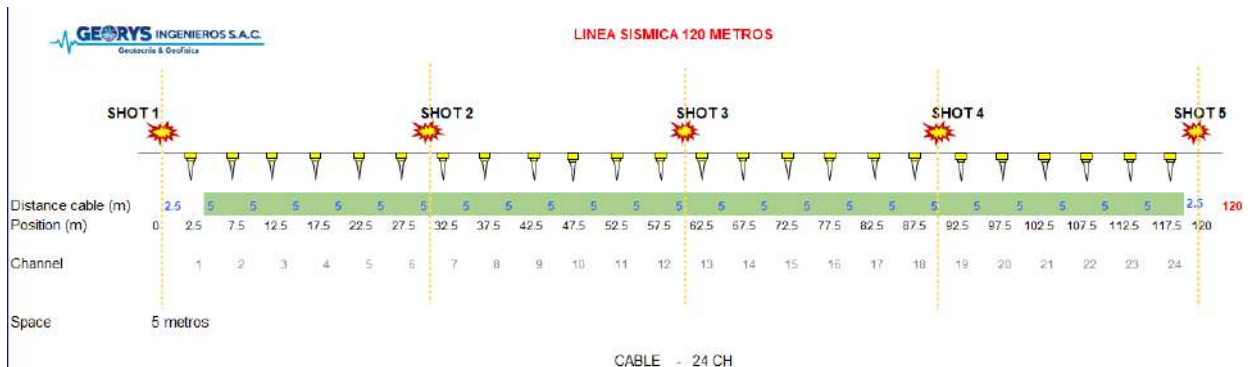 GEORYS INGENIEROS S.A.C.
Geotecnia & Geofisica
LINEA SISMICA 120 METROS
SHOT 1 SHOT 2 SHOT 3 SHOT 4 SHOT 5
Distance cable (m) 2.5 5 5 5 5 5 5 5 5 5 5 5 5 5 5 5 5 5 5 5 5 5 5 5 2.5 120
Position (m) 0 2.5 7.5 12.5 17.5 22.5 27.5 32.5 37.5 42.5 47.5 52.5 57.5 62.5 67.5 72.5 77.5 82.5 87.5 92.5 97.5 102.5 107.5 112.5 117.5 120
Channel 1 2 3 4 5 6 7 8 9 10 11 12 13 14 15 16 17 18 19 20 21 22 23 24
Space 5 metros
CABLE - 24 CH